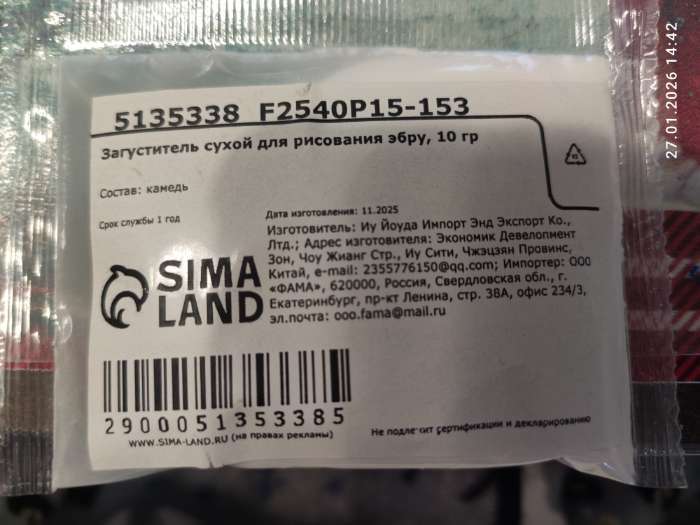 27.01.2026 14:42
5135338 F2540P15-153
Загуститель сухой для рисования эбру, 10 гр
Состав: камедь
Срок службы 1 год
Дата изготовления: 11.2025
Изготовитель: Иу Йоуда Импорт Энд Экспорт Ко.,
Лтд.; Адрес изготовителя: Экономик Девелопмент
Зон, Чоу Жианг Стр., Иу Сити, Чжэцзян Провинс,
Китай, e-mail: 2355776150@qq.com; Импортер: ООО
«ФАМА», 620000, Россия, Свердловская обл., г.
Екатеринбург, пр-кт Ленина, стр. 38А, офис 234/3,
эл.почта: ooo.fama@mail.ru
SIMA
LAND
2900051353385
WWW.SIMA-LAND.RU (на правах рекламы)
Не подлежит сертификации и декларированию